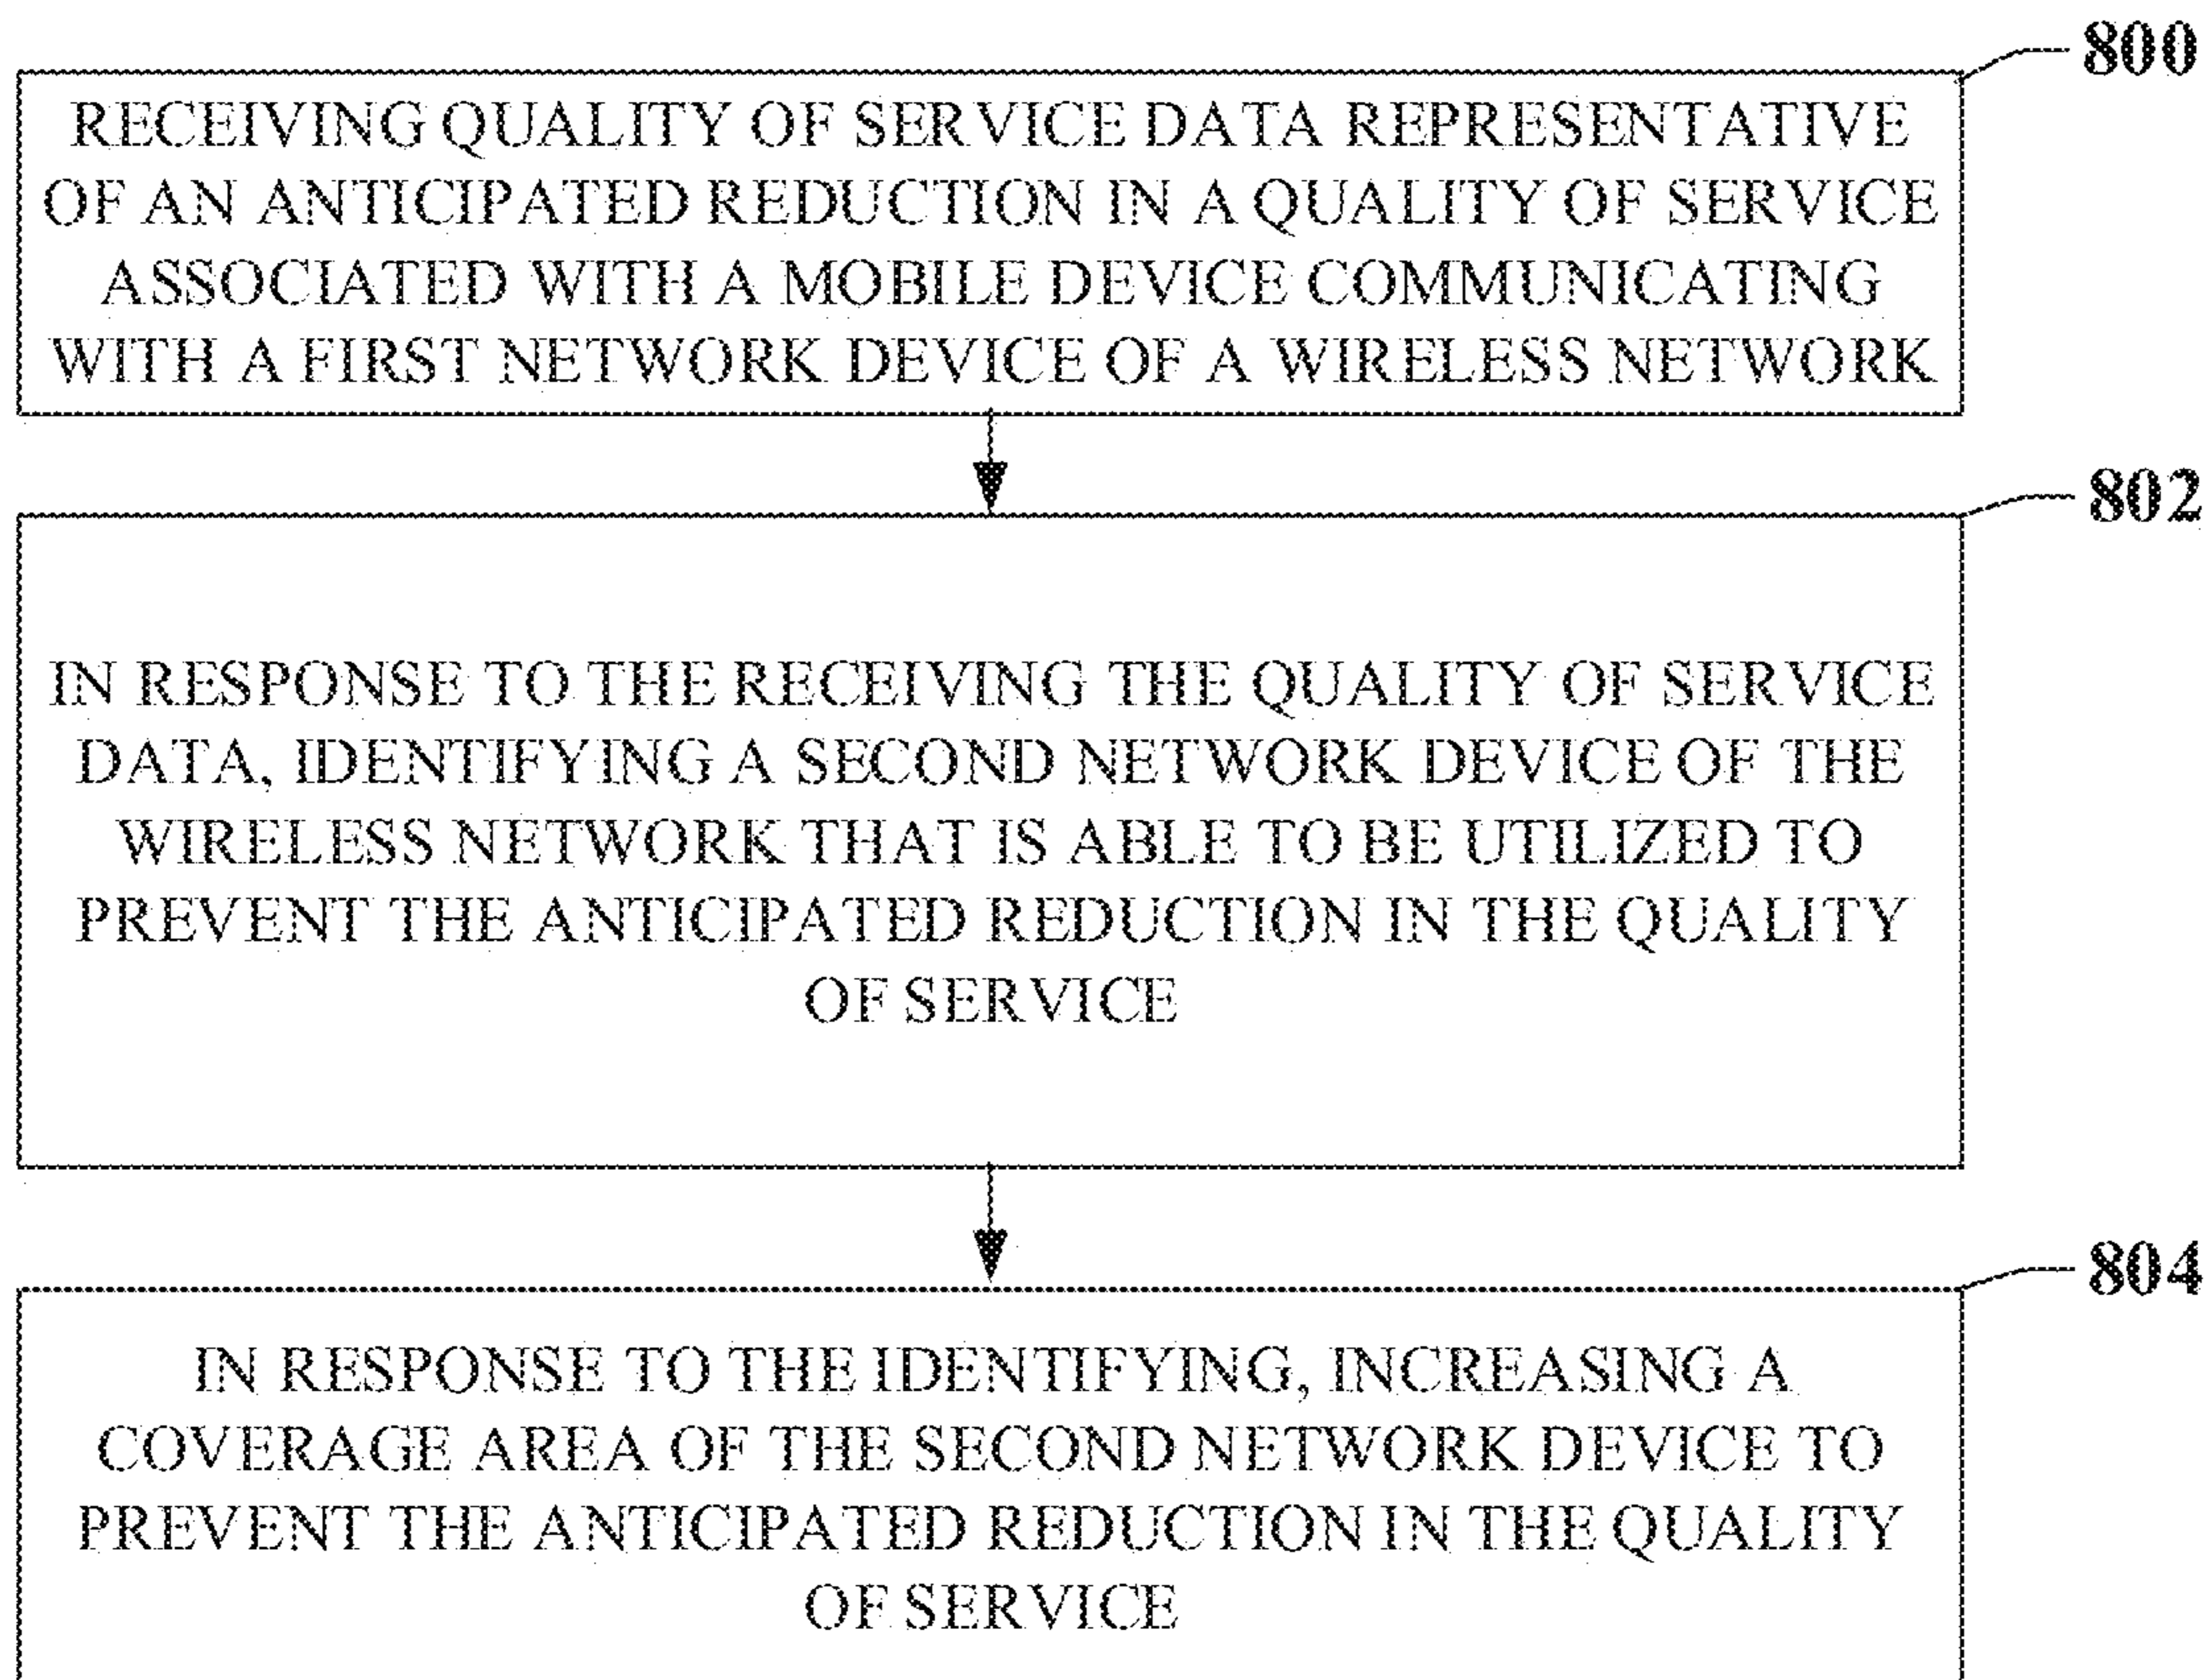 800
RECEIVING QUALITY OF SERVICE DATA REPRESENTATIVE
OF AN ANTICIPATED REDUCTION IN A QUALITY OF SERVICE
ASSOCIATED WITH A MOBILE DEVICE COMMUNICATING
WITH A FIRST NETWORK DEVICE OF A WIRELESS NETWORK
802
IN RESPONSE TO THE RECEIVING THE QUALITY OF SERVICE
DATA, IDENTIFYING A SECOND NETWORK DEVICE OF THE
WIRELESS NETWORK THAT IS ABLE TO BE UTILIZED TO
PREVENT THE ANTICIPATED REDUCTION IN THE QUALITY
OF SERVICE
804
IN RESPONSE TO THE IDENTIFYING, INCREASING A
COVERAGE AREA OF THE SECOND NETWORK DEVICE TO
PREVENT THE ANTICIPATED REDUCTION IN THE QUALITY
OF SERVICE